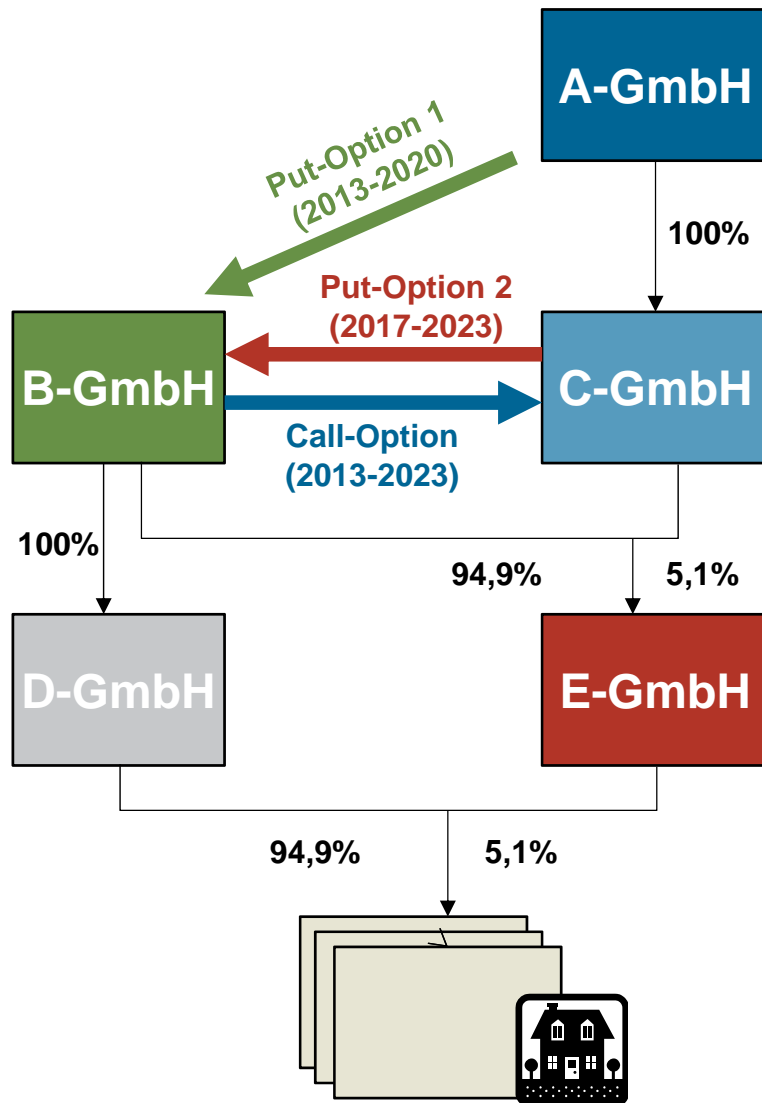 A-GmbH
Put-Option 1
(2013-2020)
100%
Put-Option 2
(2017-2023)
B-GmbH
C-GmbH
Call-Option
(2013-2023)
100%
94,9%
5,1%
D-GmbH
E-GmbH
94,9%
5,1%